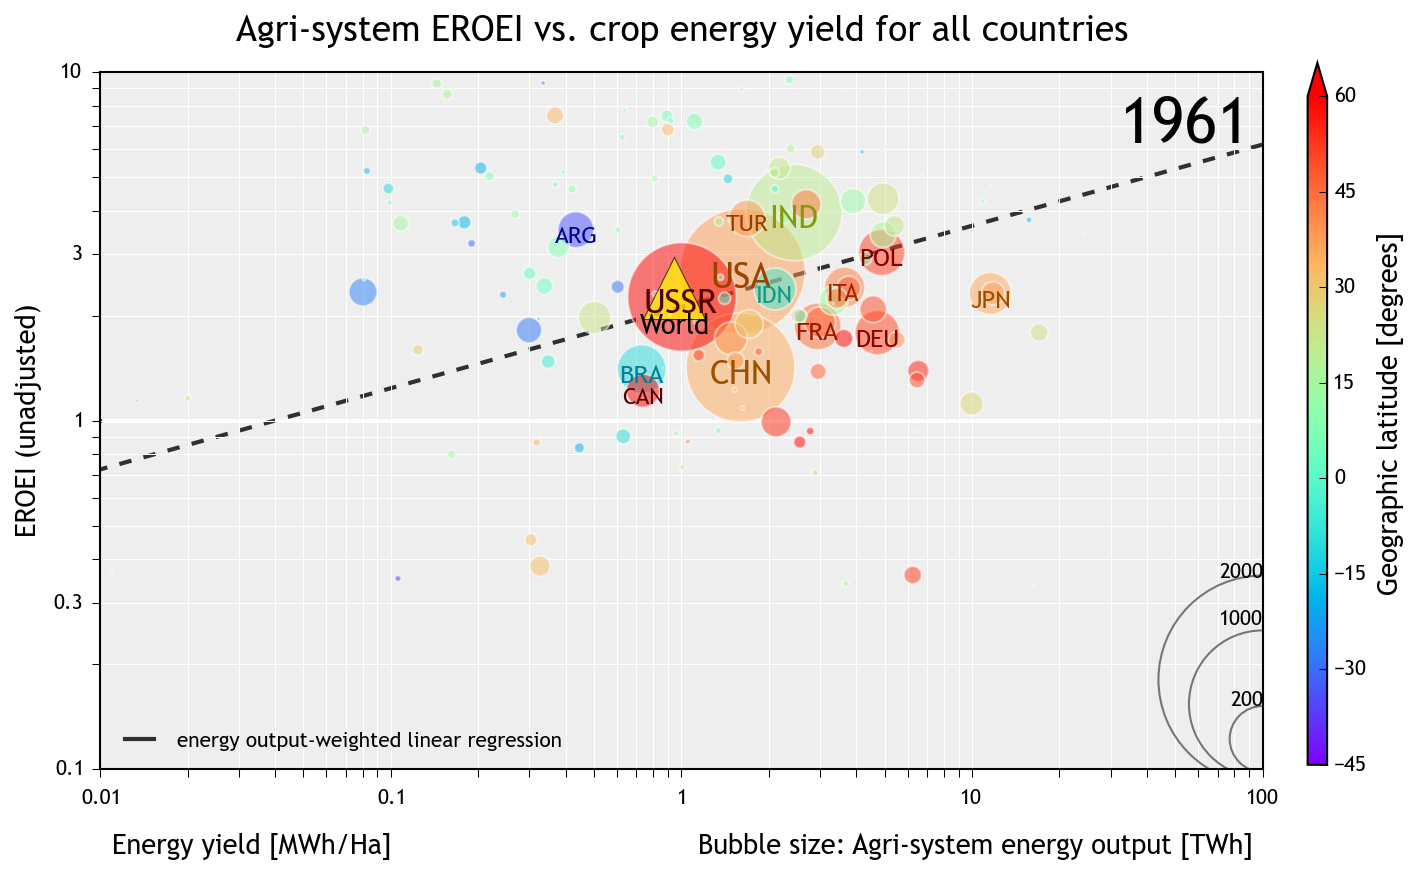 Agri-system EROEI vs. crop energy yield for all countries
1961
EROEI (unadjusted)
10
3
1
0.3
0.1
0.01
0.1
1
10
100
Energy yield [MWh/Ha]
Bubble size: Agri-system energy output [TWh]
TUR
IND
ARG
USA
POL
USSR
IDN
ITA
JPN
World
FRA
DEU
BRA
CHN
CAN
2000
1000
200
energy output-weighted linear regression
60
45
30
15
0
−15
−30
−45
Geographic latitude [degrees]